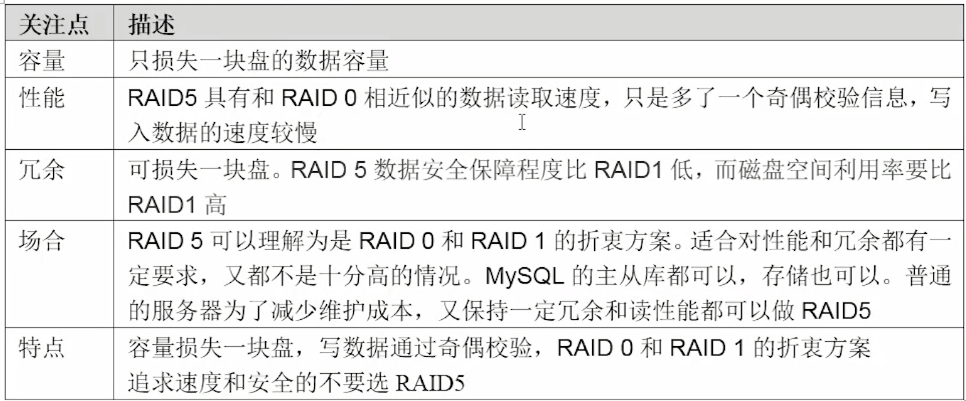 关注点 描述
容量 只损失一块盘的数据容量
性能 RAID5 具有和 RAID 0 相近似的数据读取速度，只是多了一个奇偶校验信息，写
入数据的速度较慢
冗余 可损失一块盘。RAID 5 数据安全保障程度比 RAID1 低，而磁盘空间利用率要比
RAID1 高
场合 RAID 5 可以理解为是 RAID 0 和 RAID 1 的折衷方案。适合对性能和冗余都有一
定要求，又都不是十分高的情况。MySQL 的主从库都可以，存储也可以。普通
的服务器为了减少维护成本，又保持一定冗余和读性能都可以做 RAID5
特点 容量损失一块盘，写数据通过奇偶校验，RAID 0 和 RAID 1 的折衷方案
追求速度和安全的不要选 RAID5